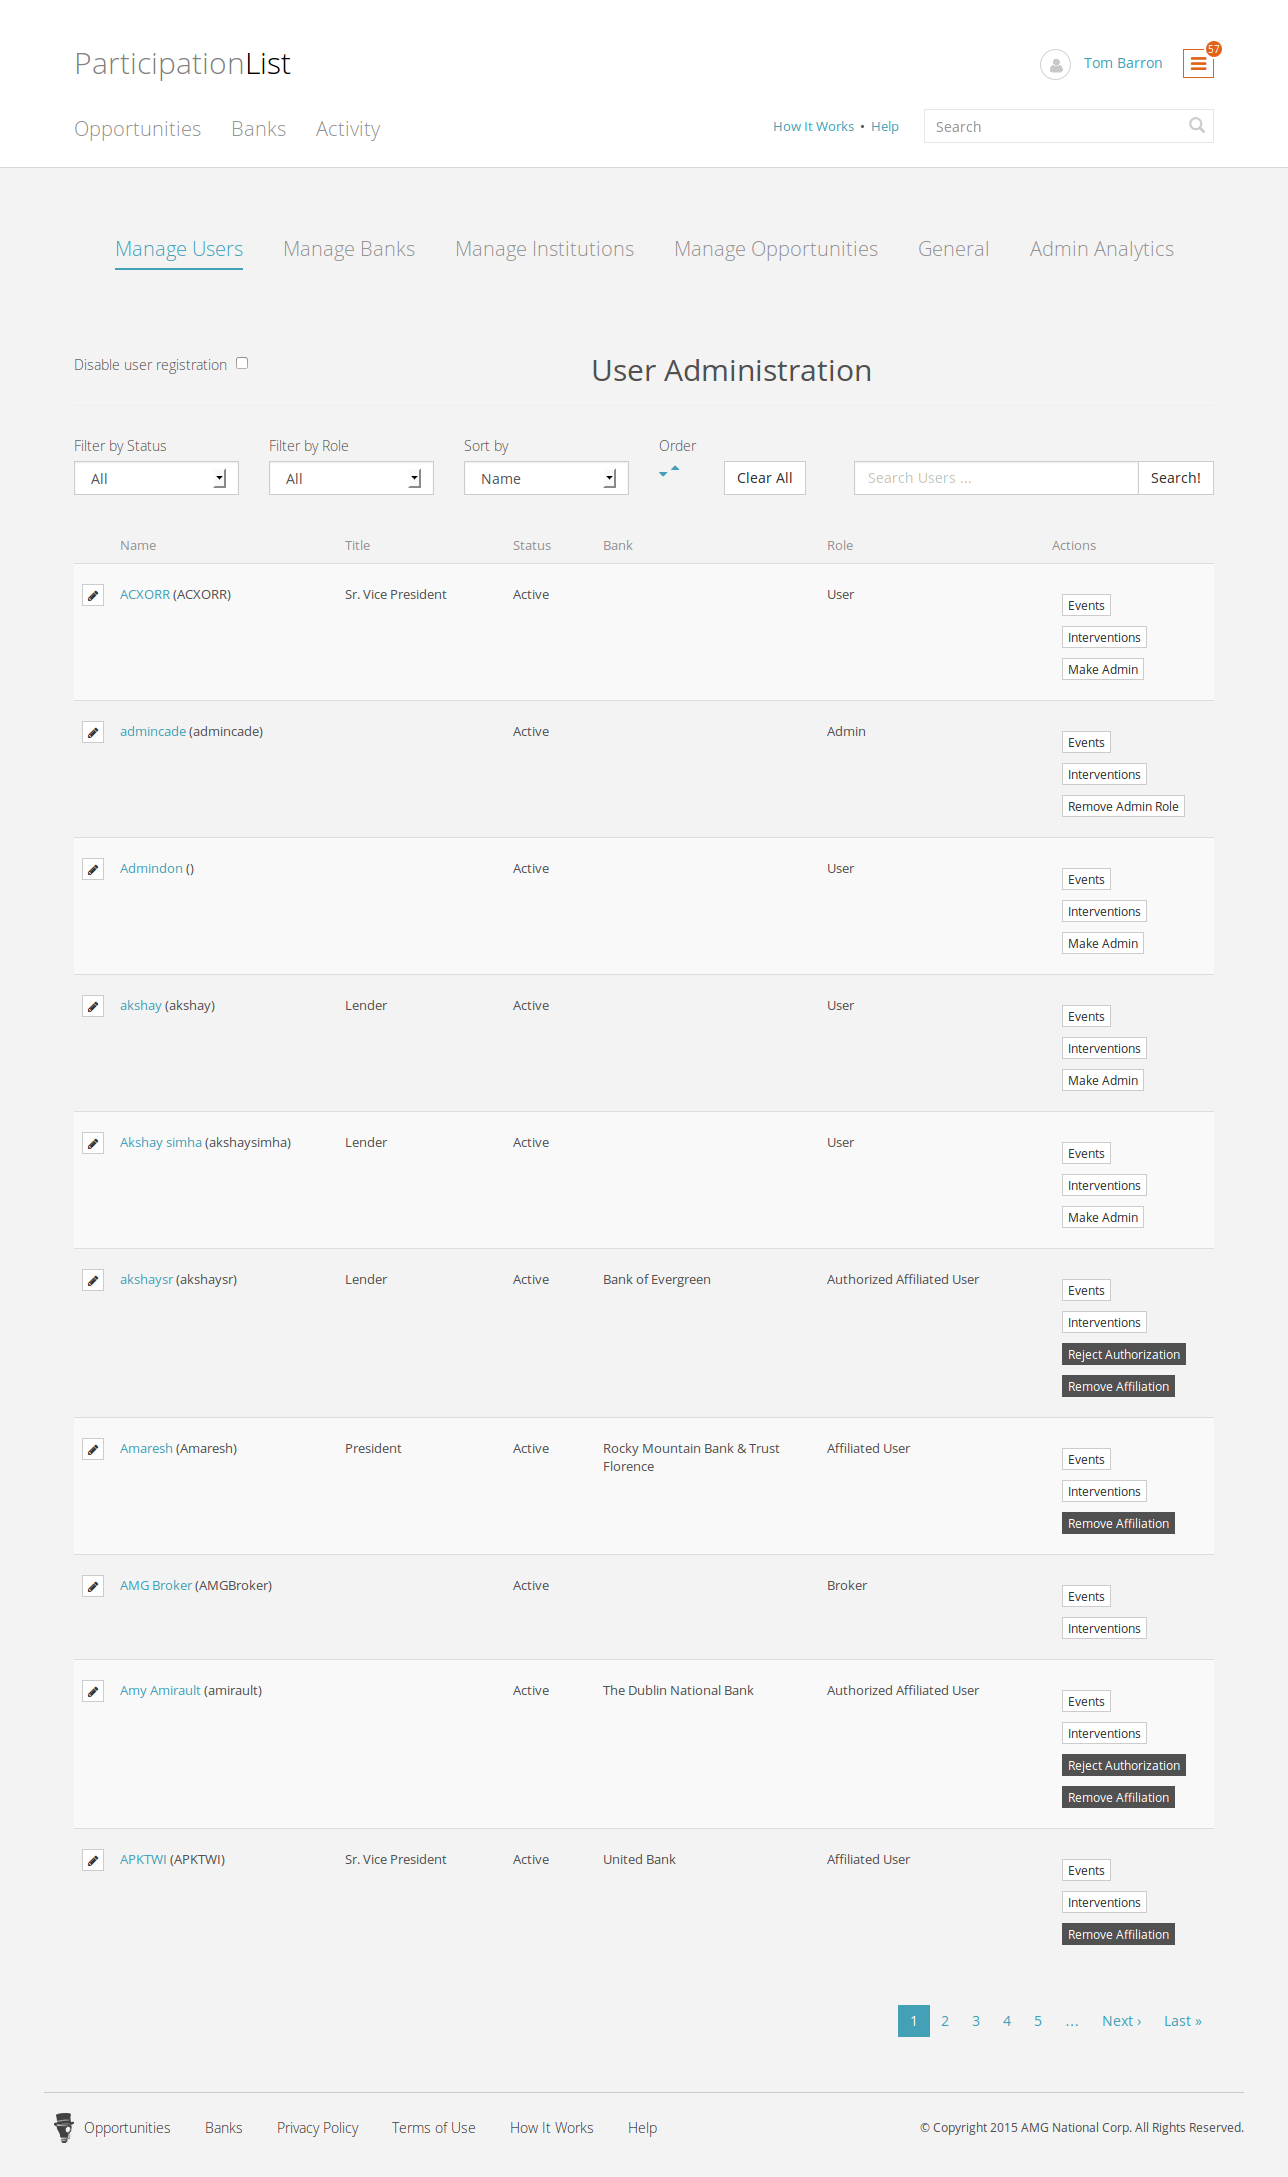 ParticipationList
Tom Barron
57
Opportunities Banks Activity
How It Works • Help
Search
Manage Users Manage Banks Manage Institutions Manage Opportunities General Admin Analytics
Disable user registration
User Administration
Filter by Status Filter by Role Sort by Order
All All Name Clear All Search Users ... Search!
Name Title Status Bank Role Actions
ACXORR (ACXORR) Sr. Vice President Active User
Events
Interventions
Make Admin
admincade (admincade) Active Admin
Events
Interventions
Remove Admin Role
Admindon () Active User
Events
Interventions
Make Admin
akshay (akshay) Lender Active User
Events
Interventions
Make Admin
Akshay simha (akshaysimha) Lender Active User
Events
Interventions
Make Admin
akshaysr (akshaysr) Lender Active Bank of Evergreen Authorized Affiliated User
Events
Interventions
Reject Authorization
Remove Affiliation
Amaresh (Amaresh) President Active Rocky Mountain Bank & Trust Affiliated User
Florence
Events
Interventions
Remove Affiliation
AMG Broker (AMGBroker) Active Broker
Events
Interventions
Amy Amirault (amirault) Active The Dublin National Bank Authorized Affiliated User
Events
Interventions
Reject Authorization
Remove Affiliation
APKTWI (APKTWI) Sr. Vice President Active United Bank Affiliated User
Events
Interventions
Remove Affiliation
1 2 3 4 5 … Next › Last »
Opportunities Banks Privacy Policy Terms of Use How It Works Help
© Copyright 2015 AMG National Corp. All Rights Reserved.